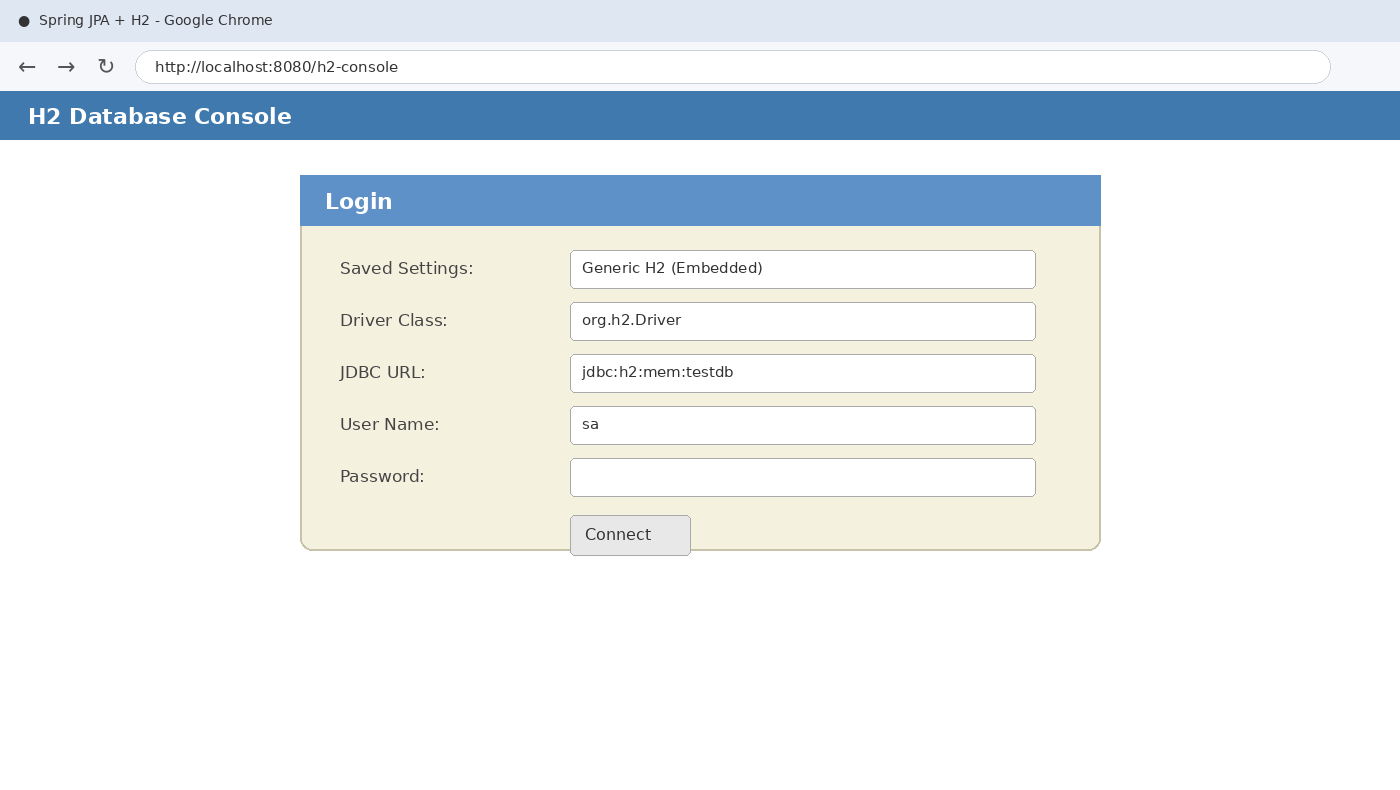 Spring JPA + H2 - Google Chrome
http://localhost:8080/h2-console
H2 Database Console
Login
Saved Settings: Generic H2 (Embedded)
Driver Class: org.h2.Driver
JDBC URL: jdbc:h2:mem:testdb
User Name: sa
Password:
Connect